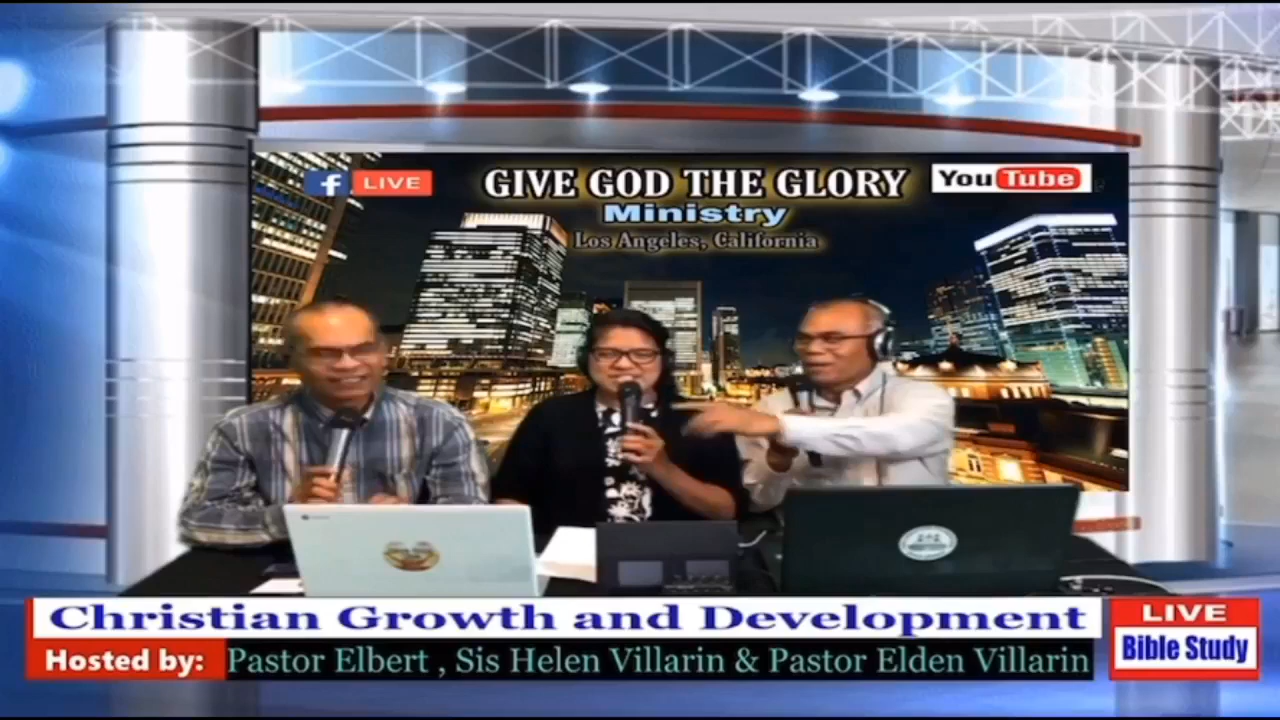 f LIVE
GIVE GOD THE GLORY
YouTube
Ministry
Los Angeles, California
Christian Growth and Development
LIVE
Hosted by: Pastor Elbert , Sis Helen Villarin & Pastor Elden Villarin
Bible Study